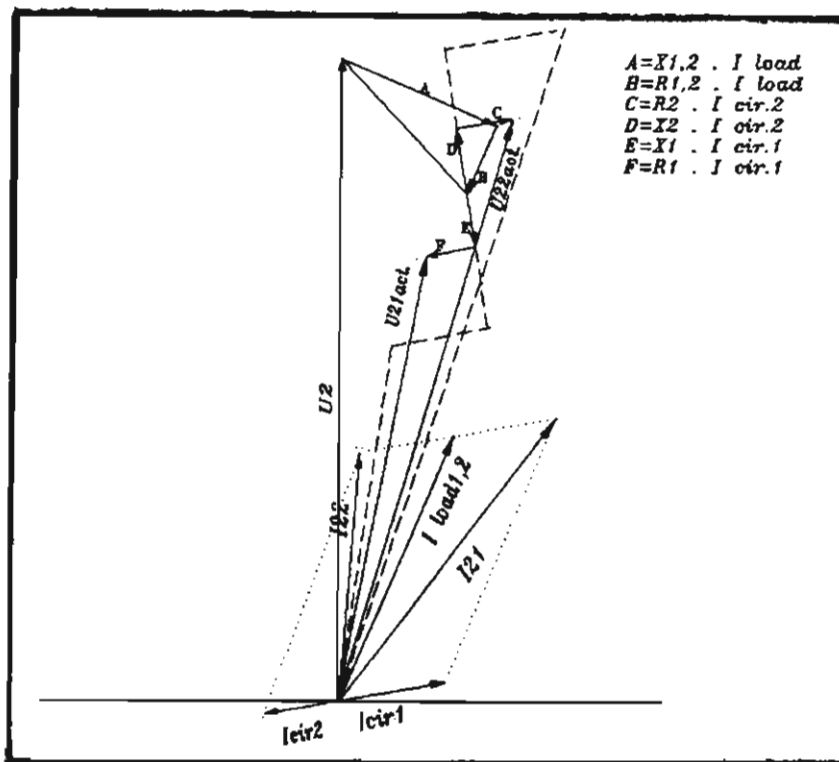 A=X1,2 . I load
B=R1,2 . I load
C=R2 . I cir.2
D=X2 . I cir.2
E=X1 . I cir.1
F=R1 . I cir.1
A
C
D
B
U22act.
E
F
U21act.
U2
I22
I load1,2
I21
Icir2
Icir1